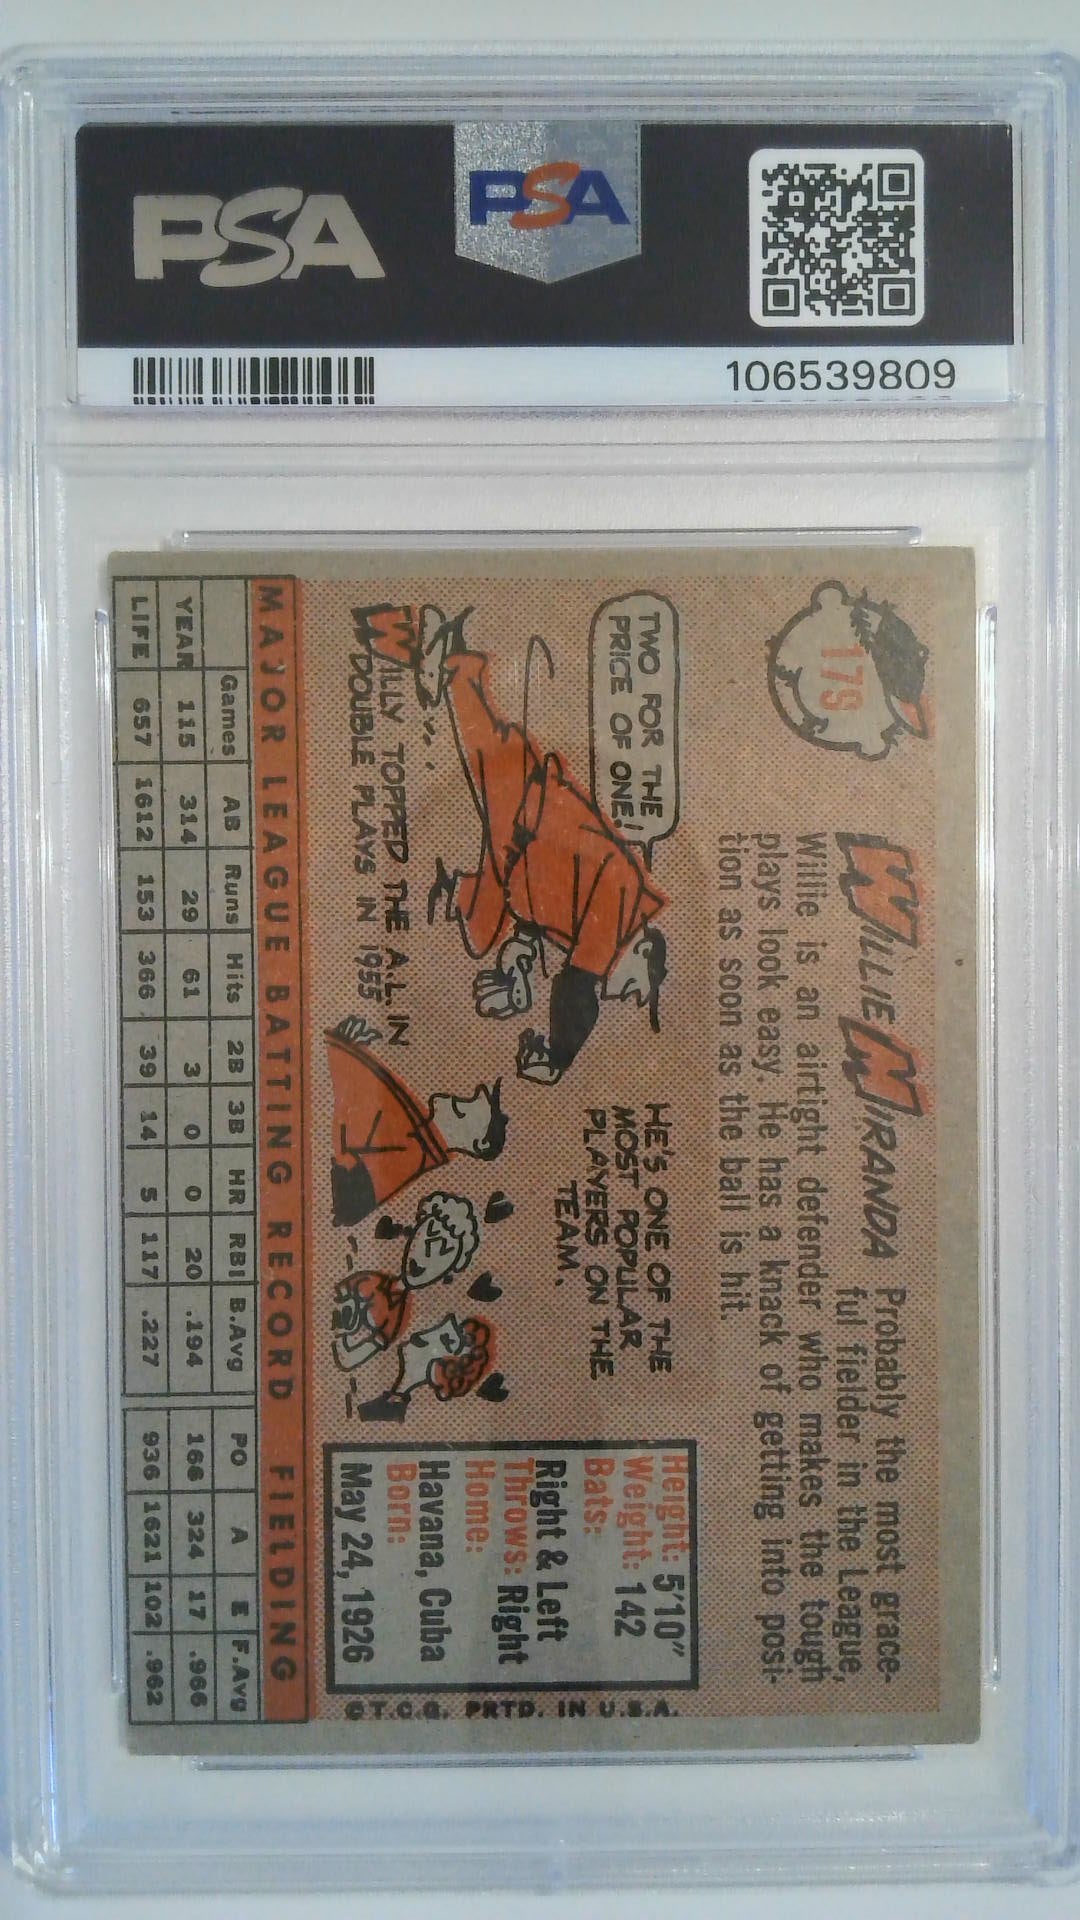 PSA
PSA
106539809
179
WILLIE MIRANDA
Probably the most grace-
ful fielder in the League,
Willie is an airtight defender who makes the tough
plays look easy. He has a knack of getting into posi-
tion as soon as the ball is hit.
TWO FOR THE
PRICE OF ONE!
WILLY TOPPED THE A.L. IN
DOUBLE PLAYS IN 1955
HE'S ONE OF THE
MOST POPULAR
PLAYERS ON THE
TEAM.
Height: 5'10"
Weight: 142
Bats:
Right & Left
Throws: Right
Home:
Havana, Cuba
Born:
May 24, 1926
©T.C.G. PRTD. IN U.S.A.
MAJOR LEAGUE BATTING RECORD FIELDING
Games AB Runs Hits 2B 3B HR RBI B.Avg PO A E F.Avg
YEAR 115 314 29 61 3 0 0 20 .194 166 324 17 .966
LIFE 657 1612 153 366 39 14 5 117 .227 936 1621 102 .962